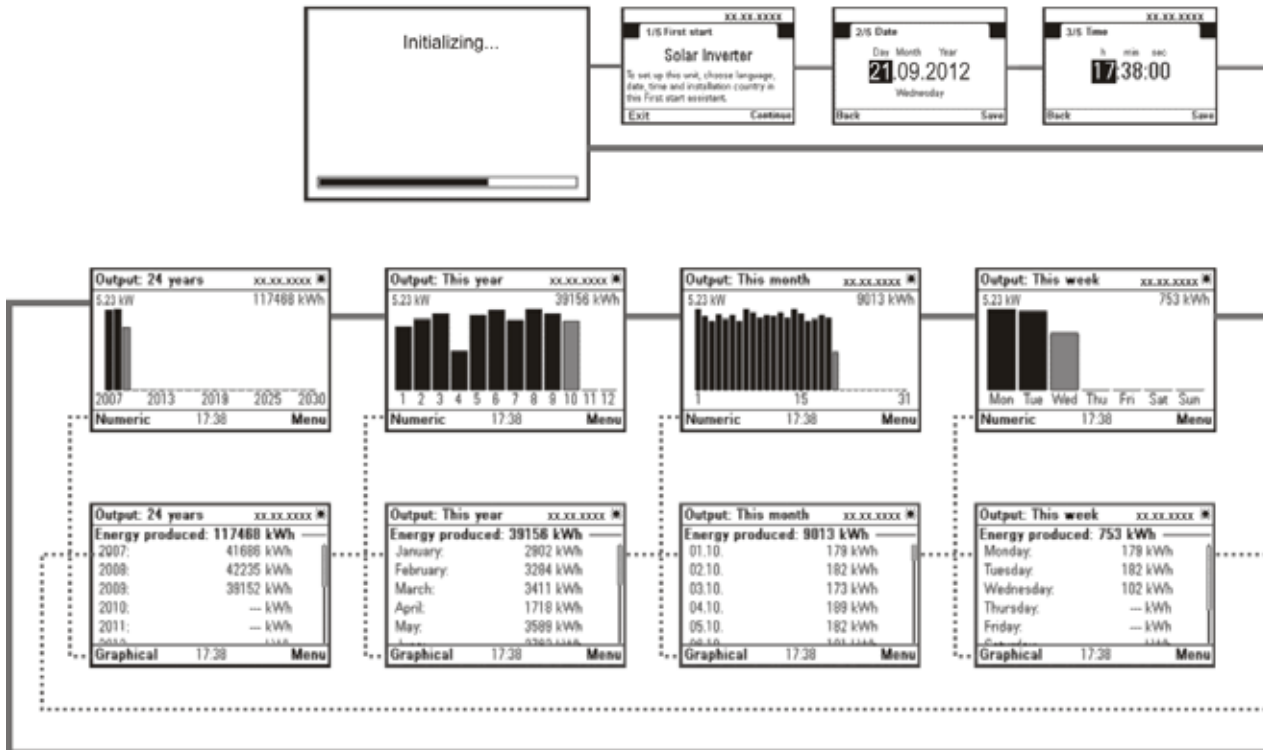 Initializing...
xx.xx.xxxx
1/5 First start
Solar Inverter
To set up this unit, choose language,
date, time and installation country in
this First start assistant.
Exit Continue
2/5 Date
Day Month Year
21.09.2012
Wednesday
Back Save
xx.xx.xxxx
3/5 Time
h min sec
17:38:00
Back Save
Output: 24 years xx.xx.xxxx
5.23 kW 117468 kWh
2007 2013 2019 2025 2030
Numeric 17:38 Menu
Output: This year xx.xx.xxxx
5.23 kW 39156 kWh
1 2 3 4 5 6 7 8 9 10 11 12
Numeric 17:38 Menu
Output: This month xx.xx.xxxx
5.23 kW 9013 kWh
1 15 31
Numeric 17:38 Menu
Output: This week xx.xx.xxxx
5.23 kW 753 kWh
Mon Tue Wed Thu Fri Sat Sun
Numeric 17:38 Menu
Output: 24 years xx.xx.xxxx
Energy produced: 117468 kWh
2007: 41686 kWh
2008: 42235 kWh
2009: 39152 kWh
2010: --- kWh
2011: --- kWh
Graphical 17:38 Menu
Output: This year xx.xx.xxxx
Energy produced: 39156 kWh
January: 2902 kWh
February: 3284 kWh
March: 3411 kWh
April: 1718 kWh
May: 3589 kWh
Graphical 17:38 Menu
Output: This month xx.xx.xxxx
Energy produced: 9013 kWh
01.10. 179 kWh
02.10. 182 kWh
03.10. 173 kWh
04.10. 189 kWh
05.10. 182 kWh
Graphical 17:38 Menu
Output: This week xx.xx.xxxx
Energy produced: 753 kWh
Monday: 179 kWh
Tuesday: 182 kWh
Wednesday: 102 kWh
Thursday: --- kWh
Friday: --- kWh
Graphical 17:38 Menu